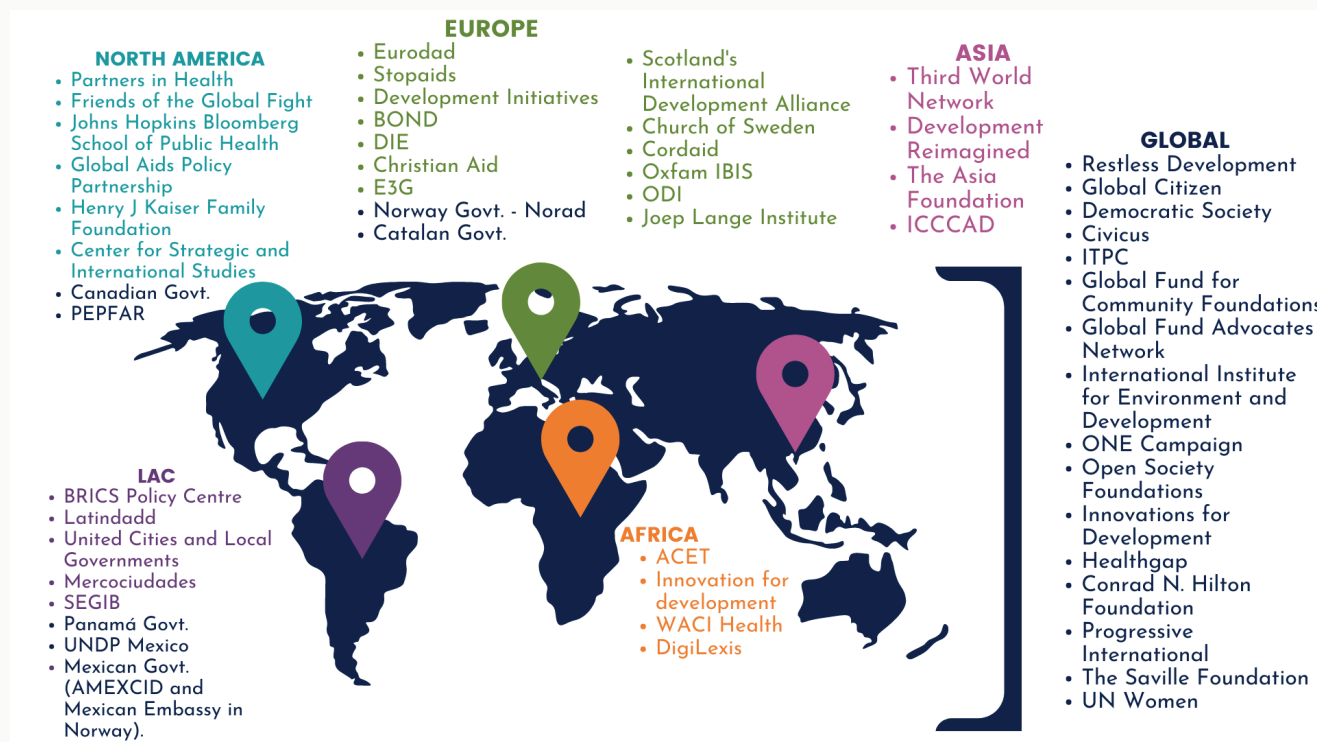 NORTH AMERICA
• Partners in Health
• Friends of the Global Fight
• Johns Hopkins Bloomberg
School of Public Health
• Global Aids Policy
Partnership
• Henry J Kaiser Family
Foundation
• Center for Strategic and
International Studies
• Canadian Govt.
• PEPFAR
EUROPE
• Eurodad
• Stopaids
• Development Initiatives
• BOND
• DIE
• Christian Aid
• E3G
• Norway Govt. - Norad
• Catalan Govt.
• Scotland's
International
Development Alliance
• Church of Sweden
• Cordaid
• Oxfam IBIS
• ODI
• Joep Lange Institute
ASIA
• Third World
Network
• Development
Reimagined
• The Asia
Foundation
• ICCCAD
GLOBAL
• Restless Development
• Global Citizen
• Democratic Society
• Civicus
• ITPC
• Global Fund for
Community Foundations
• Global Fund Advocates
Network
• International Institute
for Environment and
Development
• ONE Campaign
• Open Society
Foundations
• Innovations for
Development
• Healthgap
• Conrad N. Hilton
Foundation
• Progressive
International
• The Saville Foundation
• UN Women
LAC
• BRICS Policy Centre
• Latindadd
• United Cities and Local
Governments
• Mercociudades
• SEGIB
• Panamá Govt.
• UNDP Mexico
• Mexican Govt.
(AMEXCID and
Mexican Embassy in
Norway).
AFRICA
• ACET
• Innovation for
development
• WACI Health
• DigiLexis